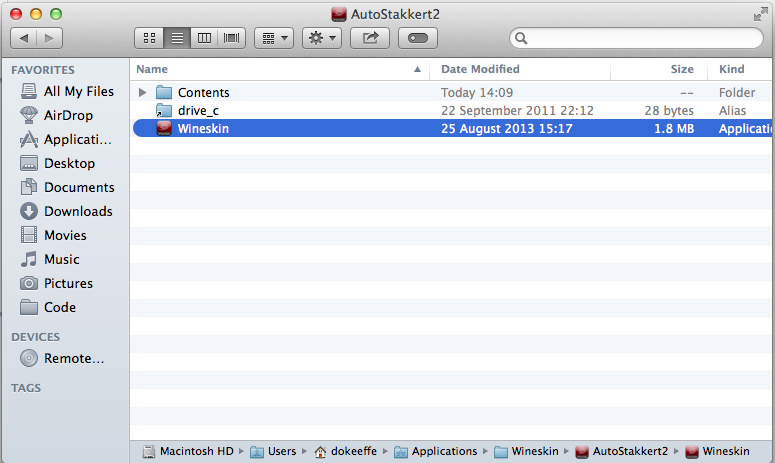 AutoStakkert2
FAVORITES
All My Files
AirDrop
Applicati...
Desktop
Documents
Downloads
Movies
Music
Pictures
Code
DEVICES
Remote...
TAGS
Name Date Modified Size Kind
Contents Today 14:09 -- Folder
drive_c 22 September 2011 22:12 28 bytes Alias
Wineskin 25 August 2013 15:17 1.8 MB Applicatio
Macintosh HD Users dokeeffe Applications Wineskin AutoStakkert2 Wineskin